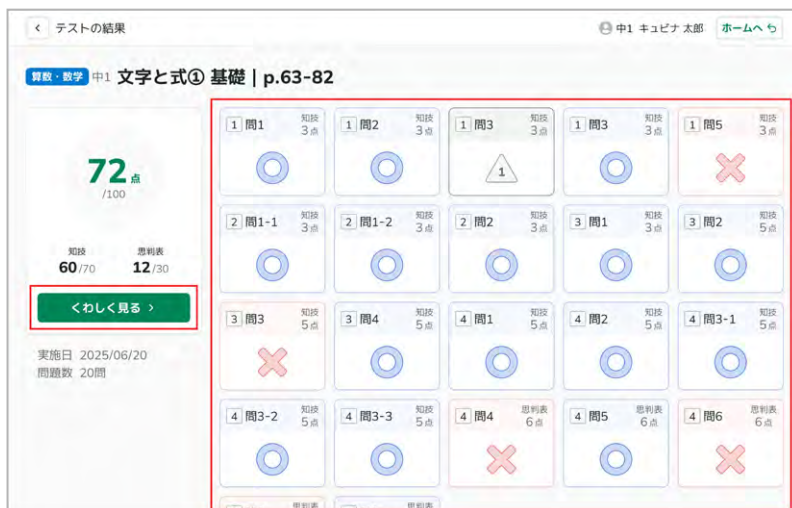 テストの結果
中1 キュビナ 太郎
ホームへ
算数・数学 中1 文字と式① 基礎 | p.63-82
72点
/100
知技 思判表
60/70 12/30
くわしく見る
実施日 2025/06/20
問題数 20問
1 問1 知技 3点
1 問2 知技 3点
1 問3 知技 3点
1
1 問3 知技 3点
1 問5 知技 3点
2 問1-1 知技 3点
2 問1-2 知技 3点
2 問2 知技 3点
3 問1 知技 3点
3 問2 知技 5点
3 問3 知技 5点
3 問4 知技 5点
4 問1 知技 5点
4 問2 知技 5点
4 問3-1 知技 5点
4 問3-2 知技 5点
4 問3-3 知技 5点
4 問4 思判表 6点
4 問5 思判表 6点
4 問6 思判表 6点
思判表
思判表